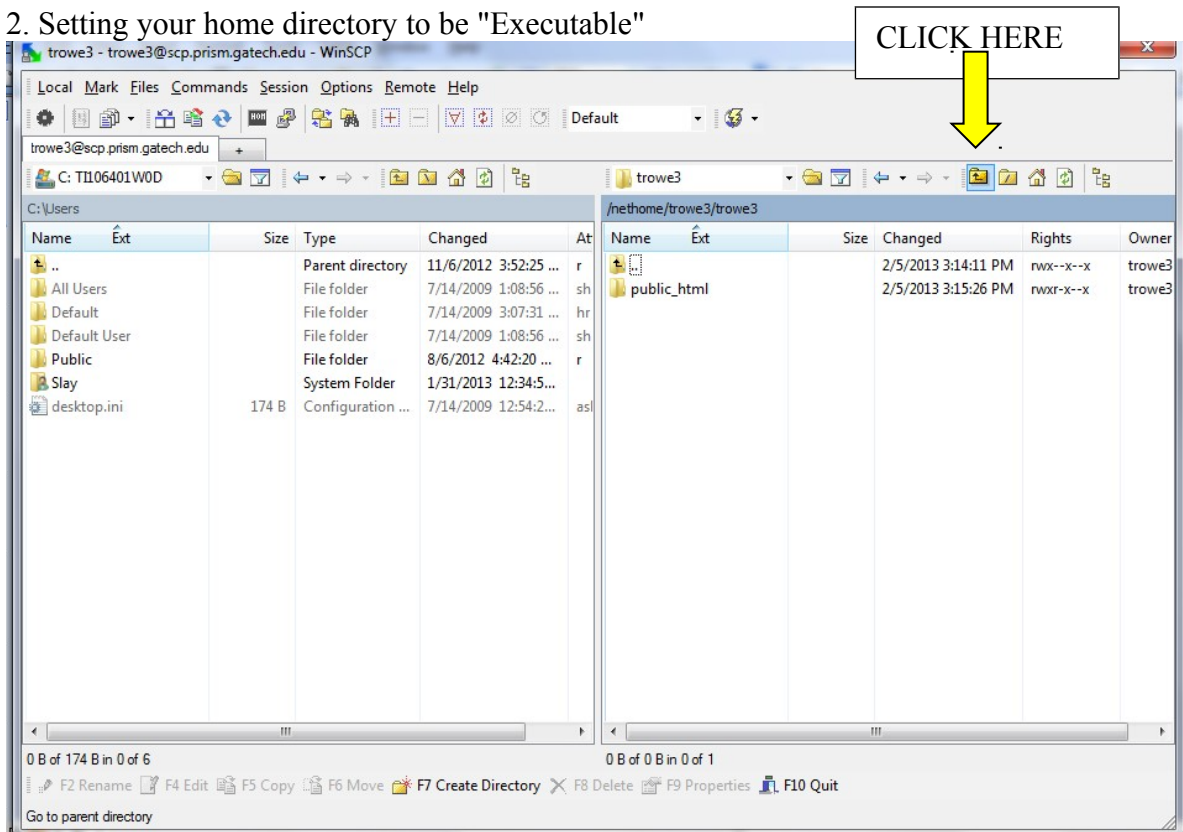 2. Setting your home directory to be "Executable"
CLICK HERE
trowe3 - trowe3@scp.prism.gatech.edu - WinSCP
Local Mark Files Commands Session Options Remote Help
Default
trowe3@scp.prism.gatech.edu +
C: TI106401W0D
trowe3
C:\Users
/nethome/trowe3/trowe3
Name Ext Size Type Changed At
.. Parent directory 11/6/2012 3:52:25 ... r
All Users File folder 7/14/2009 1:08:56 ... sh
Default File folder 7/14/2009 3:07:31 ... hr
Default User File folder 7/14/2009 1:08:56 ... sh
Public File folder 8/6/2012 4:42:20 ... r
Slay System Folder 1/31/2013 12:34:5...
desktop.ini 174 B Configuration ... 7/14/2009 12:54:2... asl
Name Ext Size Changed Rights Owner
.. 2/5/2013 3:14:11 PM rwx--x--x trowe3
public_html 2/5/2013 3:15:26 PM rwxr-x--x trowe3
0 B of 174 B in 0 of 6
0 B of 0 B in 0 of 1
F2 Rename F4 Edit F5 Copy F6 Move F7 Create Directory F8 Delete F9 Properties F10 Quit
Go to parent directory